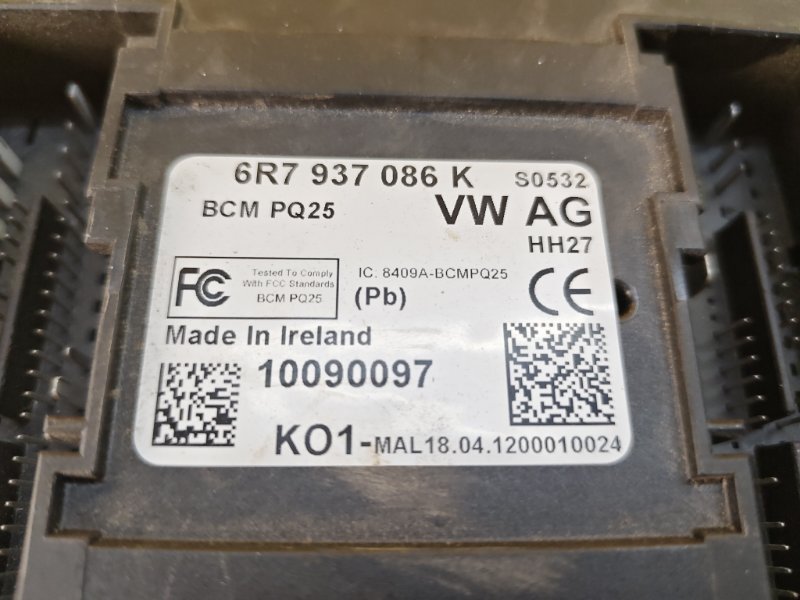 6R7 937 086 K S0532
BCM PQ25 VW AG
HH27
FC Tested To Comply
With FCC Standards
BCM PQ25
IC. 8409A-BCMPQ25
(Pb)
CE
Made In Ireland
10090097
KO1-MAL18.04.1200010024